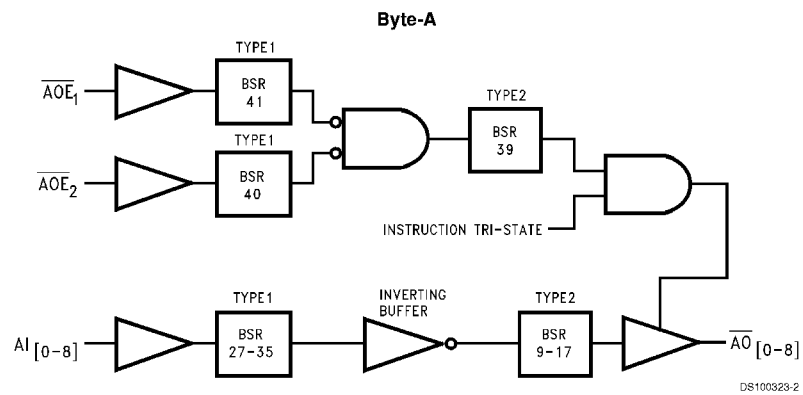 Byte-A
TYPE1
AOE1
BSR
41
TYPE1
AOE2
BSR
40
TYPE2
BSR
39
INSTRUCTION TRI-STATE
TYPE1
AI[0-8]
BSR
27-35
INVERTING
BUFFER
TYPE2
BSR
9-17
AO[0-8]
DS100323-2